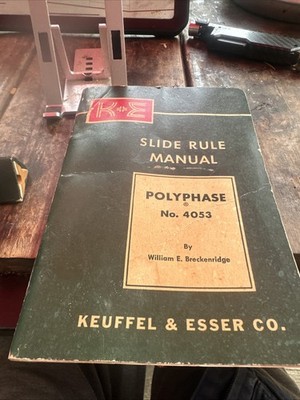 K+E
SLIDE RULE
MANUAL
POLYPHASE
®
No. 4053
By
William E. Breckenridge
KEUFFEL & ESSER CO.